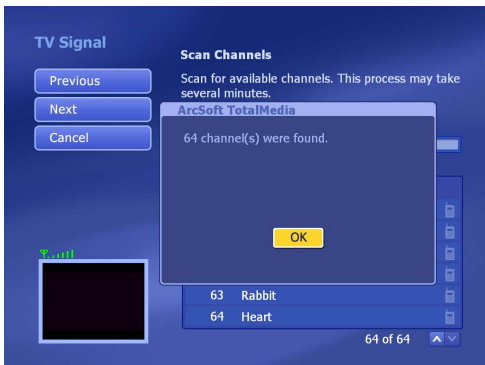 TV Signal
Scan Channels
Previous
Scan for available channels. This process may take
several minutes.
Next
ArcSoft TotalMedia
Cancel
64 channel(s) were found.
OK
63 Rabbit
64 Heart
64 of 64